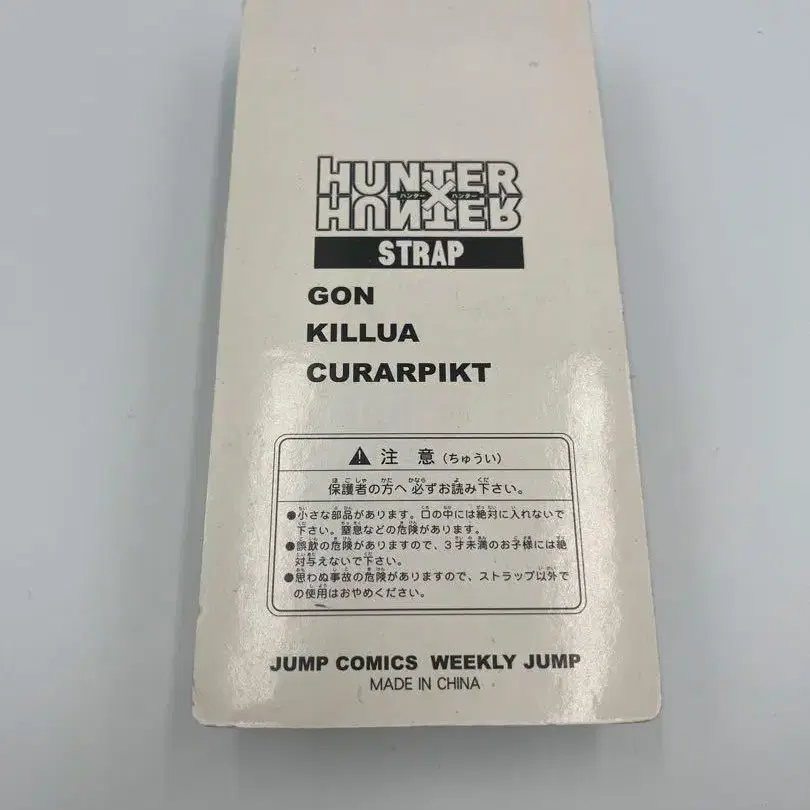 HUNTER
ハンター×ハンター
HUNTER
STRAP
GON
KILLUA
CURARPIKT
⚠注 意(ちゅうい)
保護者の方へ必ずお読み下さい。
●小さな部品があります。口の中には絶対に入れないで
下さい。窒息などの危険があります。
●誤飲の危険がありますので、3才未満のお子様には絶
対与えないで下さい。
●思わぬ事故の危険がありますので、ストラップ以外で
の使用はおやめください。
JUMP COMICS WEEKLY JUMP
MADE IN CHINA